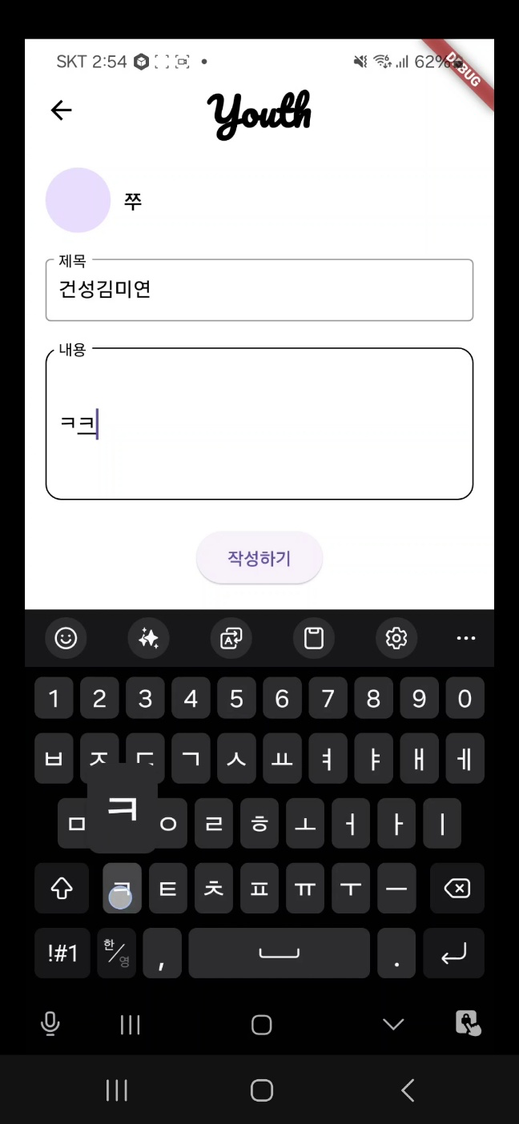 SKT 2:54 62%
DEBUG
Youth
쭈
제목
건성김미연
내용
ㅋㅋ
작성하기
1 2 3 4 5 6 7 8 9 0
ㅂ ㅈ ㄷ ㄱ ㅅ ㅛ ㅕ ㅑ ㅐ ㅔ
ㅁ ㅋ ㅇ ㄹ ㅎ ㅗ ㅓ ㅏ ㅣ
ㅋ ㅌ ㅊ ㅍ ㅠ ㅜ ㅡ
!#1 한/영 , .